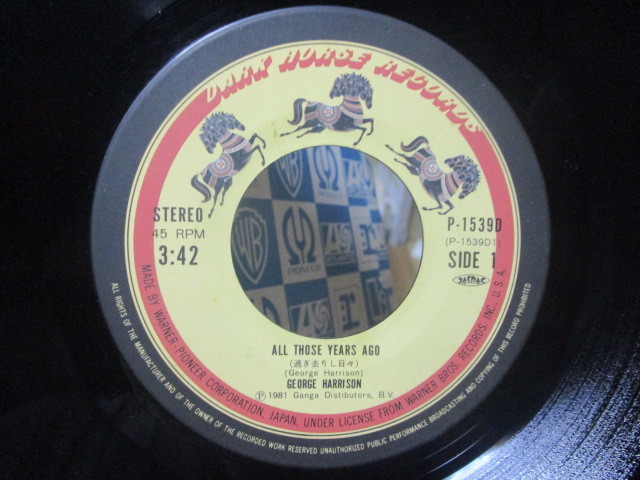 DARK HORSE RECORDS
STEREO
45 RPM
3:42
P-1539D
(P-1539D1)
SIDE 1
WB
PIONEER
ALL THOSE YEARS AGO
(過ぎ去りし日々)
(George Harrison)
GEORGE HARRISON
Ⓟ 1981 Ganga Distibutors, B.V.
MADE BY WARNER-PIONEER CORPORATION, JAPAN, UNDER LICENSE FROM WARNER BROS RECORDS, INC., U.S.A.
ALL RIGHTS OF THE MANUFACTURER AND OF THE OWNER OF THE RECORDED WORK RESERVED UNAUTHORIZED PUBLIC PERFORMANCE BROADCASTING AND COPYING OF THIS RECORD PROHIBITED